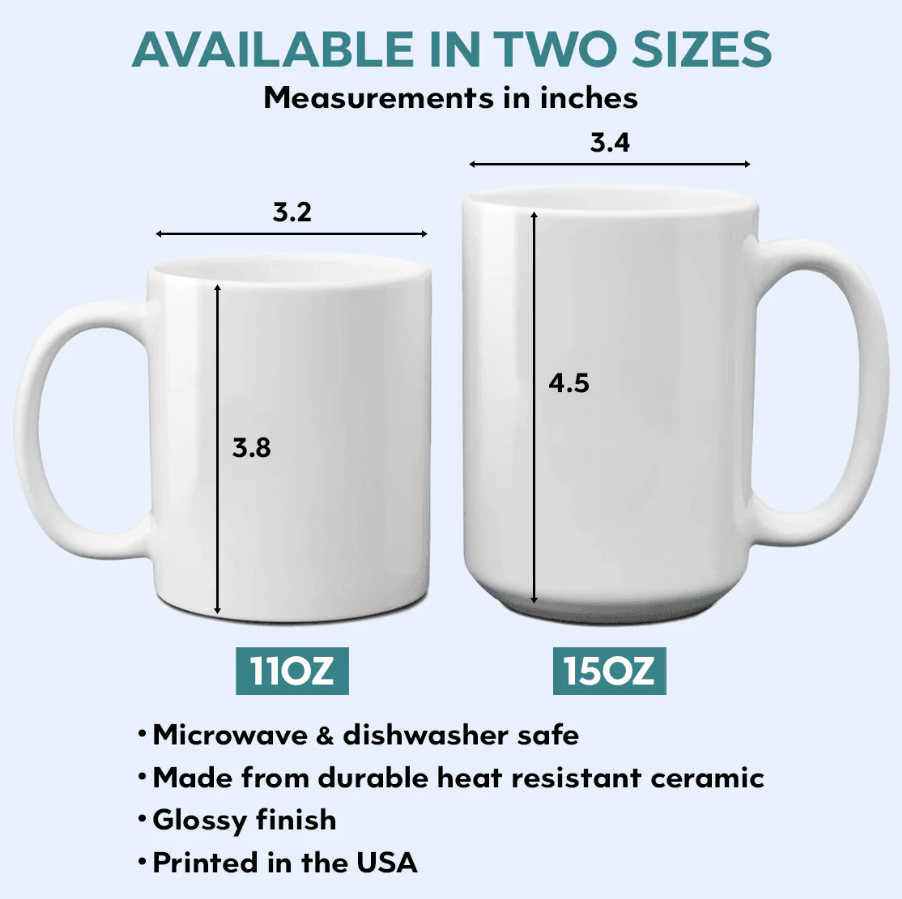 AVAILABLE IN TWO SIZES
Measurements in inches
3.4
3.2
4.5
3.8
11OZ
15OZ
• Microwave & dishwasher safe
• Made from durable heat resistant ceramic
• Glossy finish
• Printed in the USA